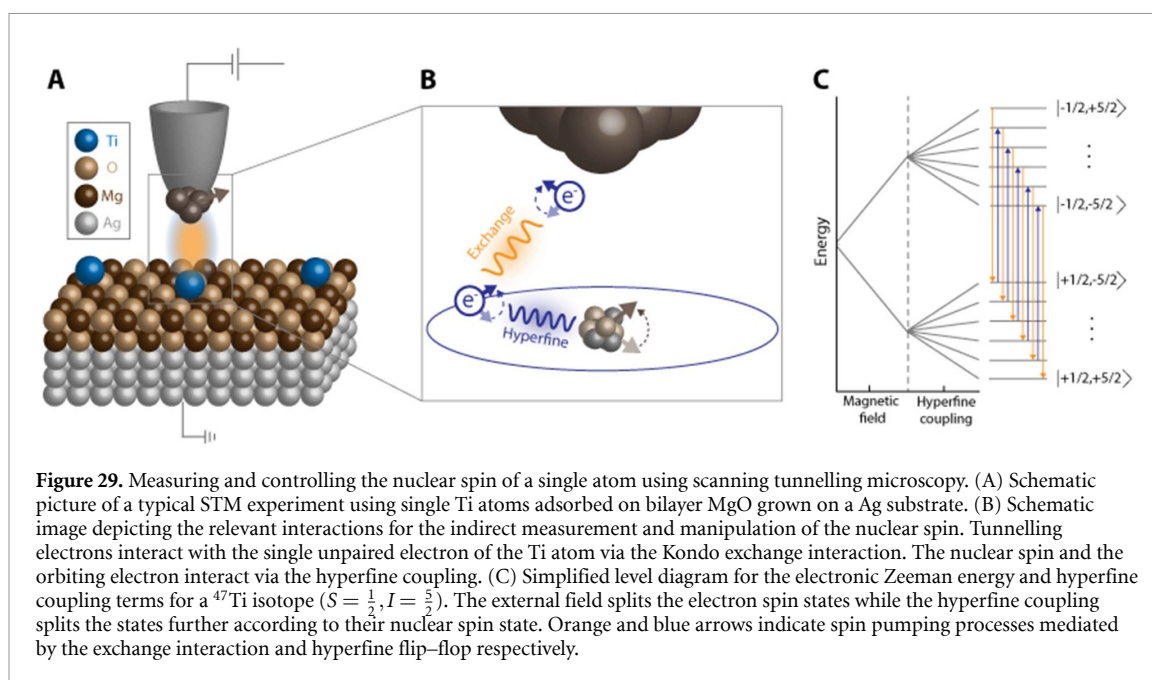 A
B
C
Ti
O
Mg
Ag
e-
Exchange
e-
Hyperfine
Energy
|-1/2,+5/2⟩
⋮
|-1/2,-5/2⟩
|+1/2,-5/2⟩
⋮
|+1/2,+5/2⟩
Magnetic
field
Hyperfine
coupling
Figure 29. Measuring and controlling the nuclear spin of a single atom using scanning tunnelling microscopy. (A) Schematic
picture of a typical STM experiment using single Ti atoms adsorbed on bilayer MgO grown on a Ag substrate. (B) Schematic
image depicting the relevant interactions for the indirect measurement and manipulation of the nuclear spin. Tunnelling
electrons interact with the single unpaired electron of the Ti atom via the Kondo exchange interaction. The nuclear spin and the
orbiting electron interact via the hyperfine coupling. (C) Simplified level diagram for the electronic Zeeman energy and hyperfine
coupling terms for a ⁴⁷Ti isotope (S = 1/2, I = 5/2). The external field splits the electron spin states while the hyperfine coupling
splits the states further according to their nuclear spin state. Orange and blue arrows indicate spin pumping processes mediated
by the exchange interaction and hyperfine flip–flop respectively.